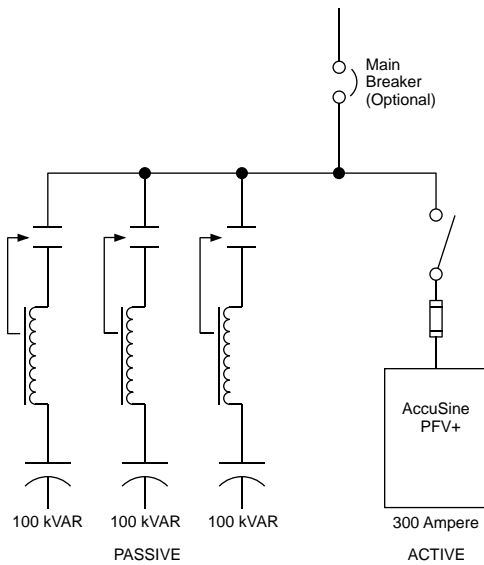 Main
Breaker
(Optional)
AccuSine
PFV+
100 kVAR
100 kVAR
100 kVAR
300 Ampere
PASSIVE
ACTIVE